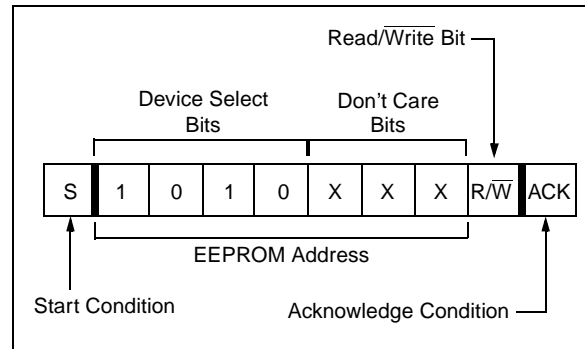 Read/Write Bit
Device Select
Bits
Don't Care
Bits
S 1 0 1 0 X X X R/W ACK
EEPROM Address
Start Condition
Acknowledge Condition